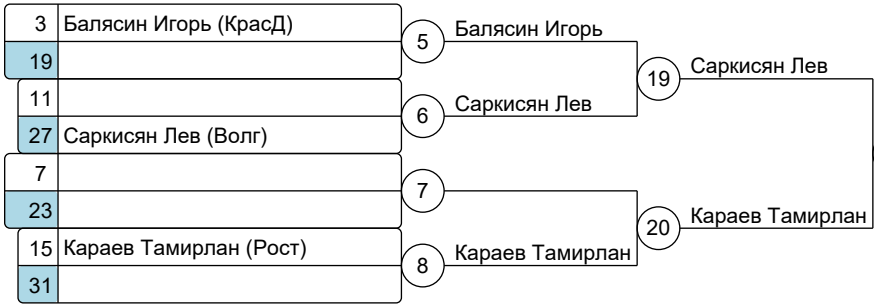 3 Балясин Игорь (КрасД)
19
11
27 Саркисян Лев (Волг)
7
23
15 Караев Тамирлан (Рост)
31
5 Балясин Игорь
6 Саркисян Лев
7
8 Караев Тамирлан
19 Саркисян Лев
20 Караев Тамирлан